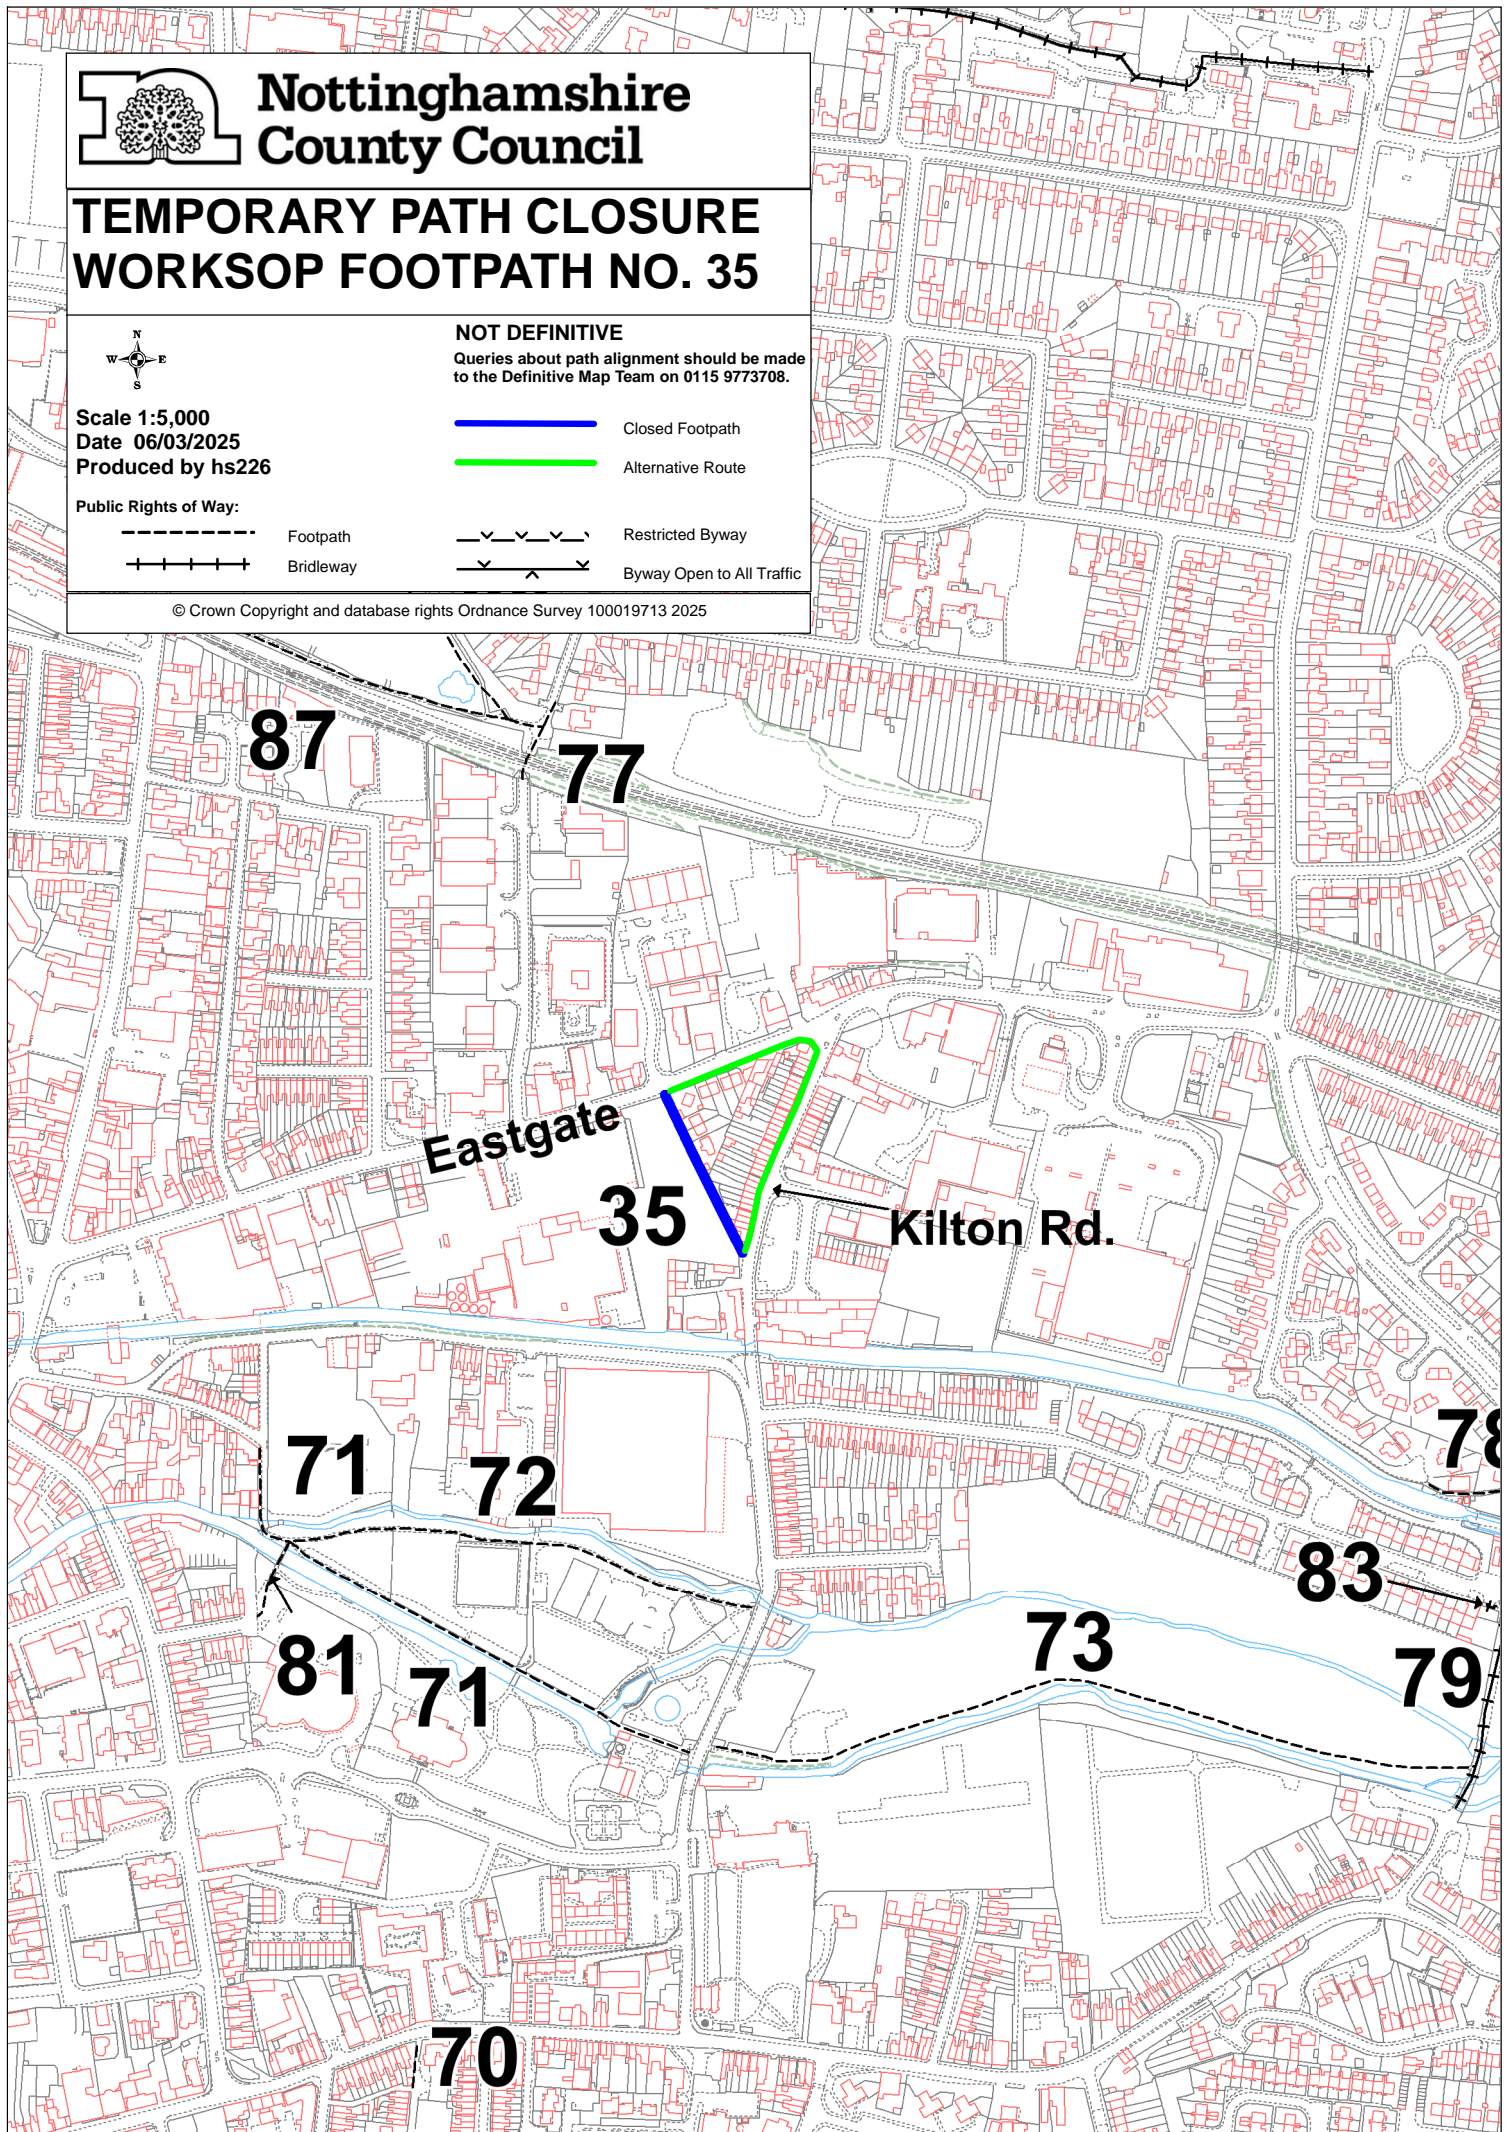 Nottinghamshire
County Council
TEMPORARY PATH CLOSURE
WORKSOP FOOTPATH NO. 35
N
W E
S
NOT DEFINITIVE
Queries about path alignment should be made
to the Definitive Map Team on 0115 9773708.
Scale 1:5,000
Date 06/03/2025
Produced by hs226
Closed Footpath
Alternative Route
Public Rights of Way:
Footpath
Bridleway
Restricted Byway
Byway Open to All Traffic
© Crown Copyright and database rights Ordnance Survey 100019713 2025
87
77
Eastgate
35
Kilton Rd.
71
72
78
83
73
81
71
79
70